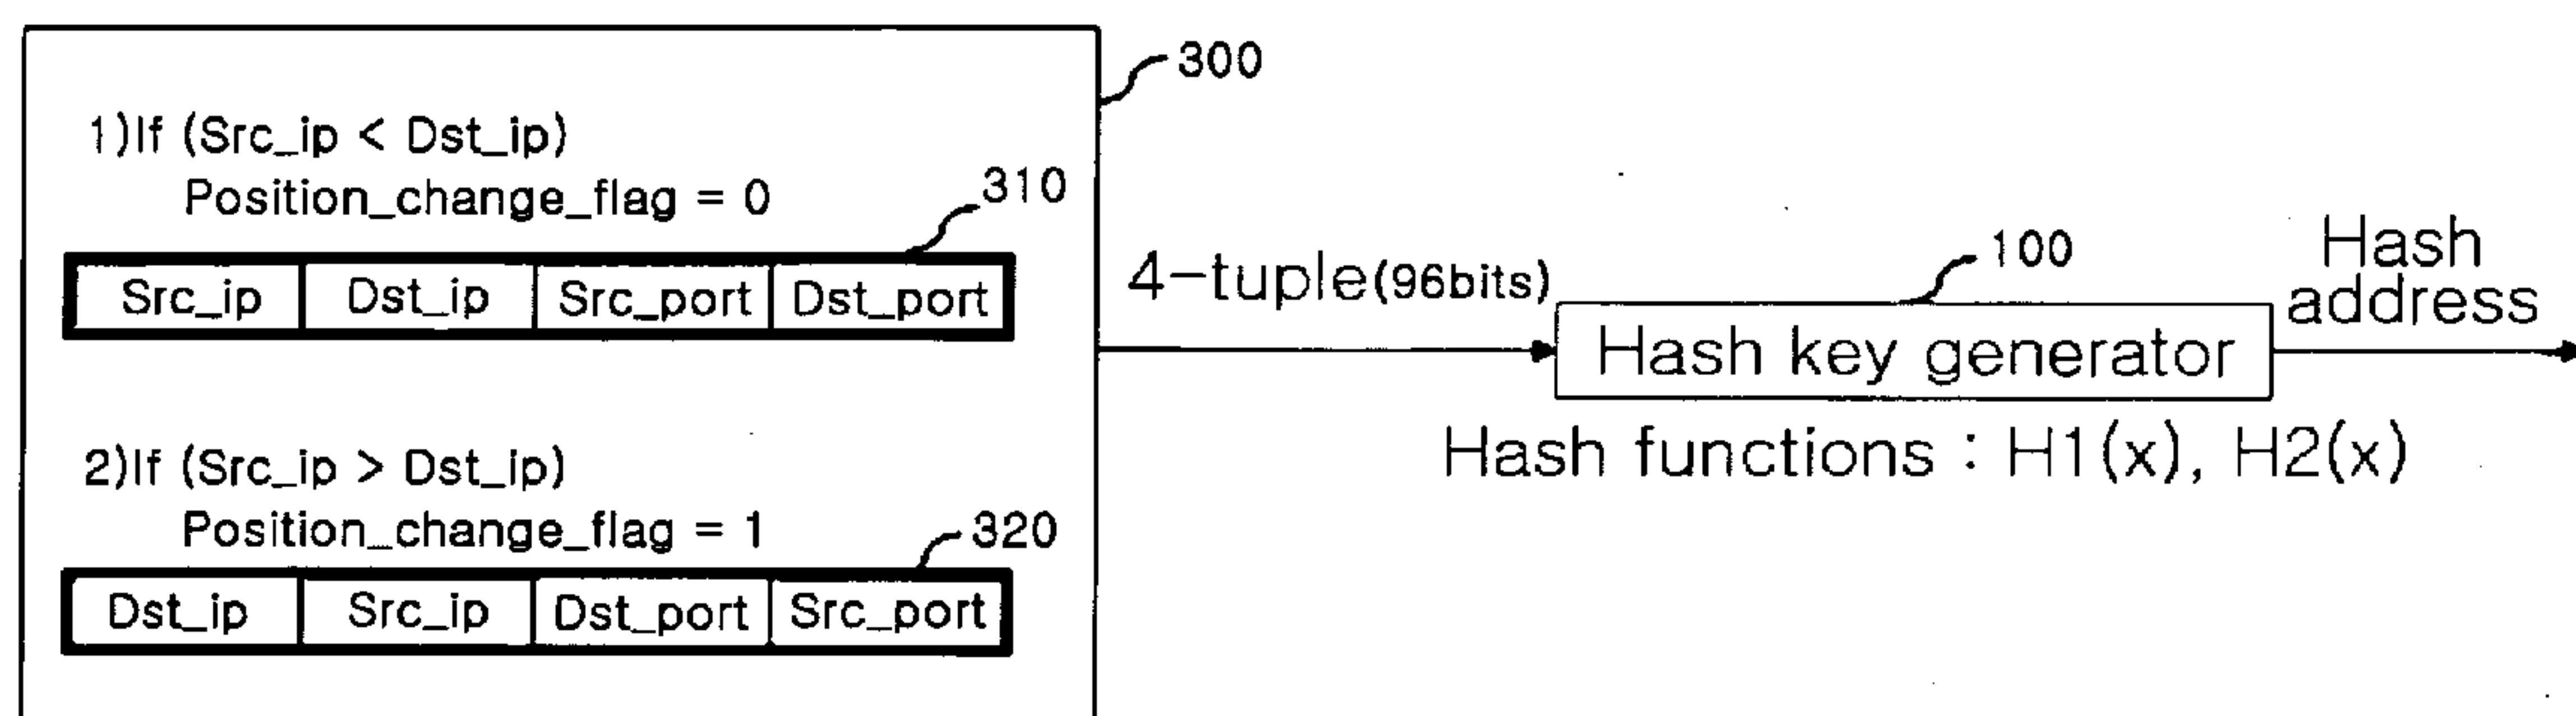 300
1)If (Src_ip < Dst_ip)
Position_change_flag = 0
310
Src_ip Dst_ip Src_port Dst_port
2)If (Src_ip > Dst_ip)
Position_change_flag = 1
320
Dst_ip Src_ip Dst_port Src_port
4-tuple(96bits)
100
Hash key generator
Hash functions : H1(x), H2(x)
Hash
address